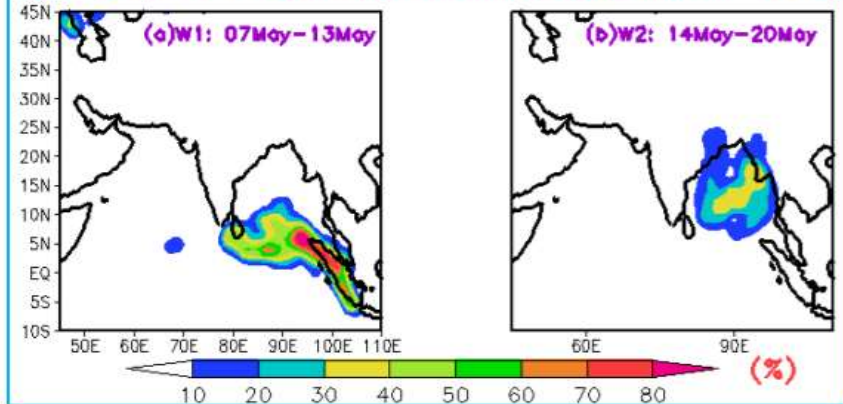 (a)W1: 07May-13May
45N
40N
35N
30N
25N
20N
15N
10N
5N
EQ
5S
10S
50E 60E 70E 80E 90E 100E 110E
(b)W2: 14May-20May
60E 90E
10 20 30 40 50 60 70 80
(%)